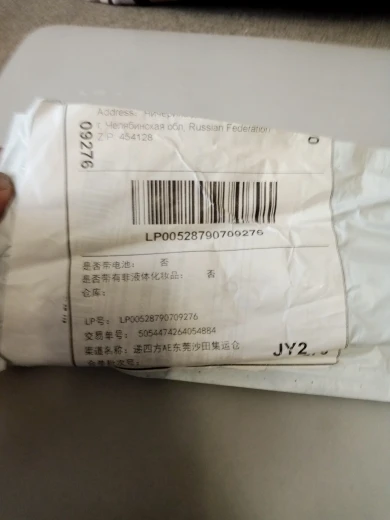 Address:
г. Челябинская обл, Russian Federation
ZIP: 454128
09276
LP00528790709276
是否带电池： 否
是否带有非液体化妆品： 否
仓库：
LP号： LP00528790709276
交易单号： 5054474264054884
渠道名称：递四方AE东莞沙田集运仓